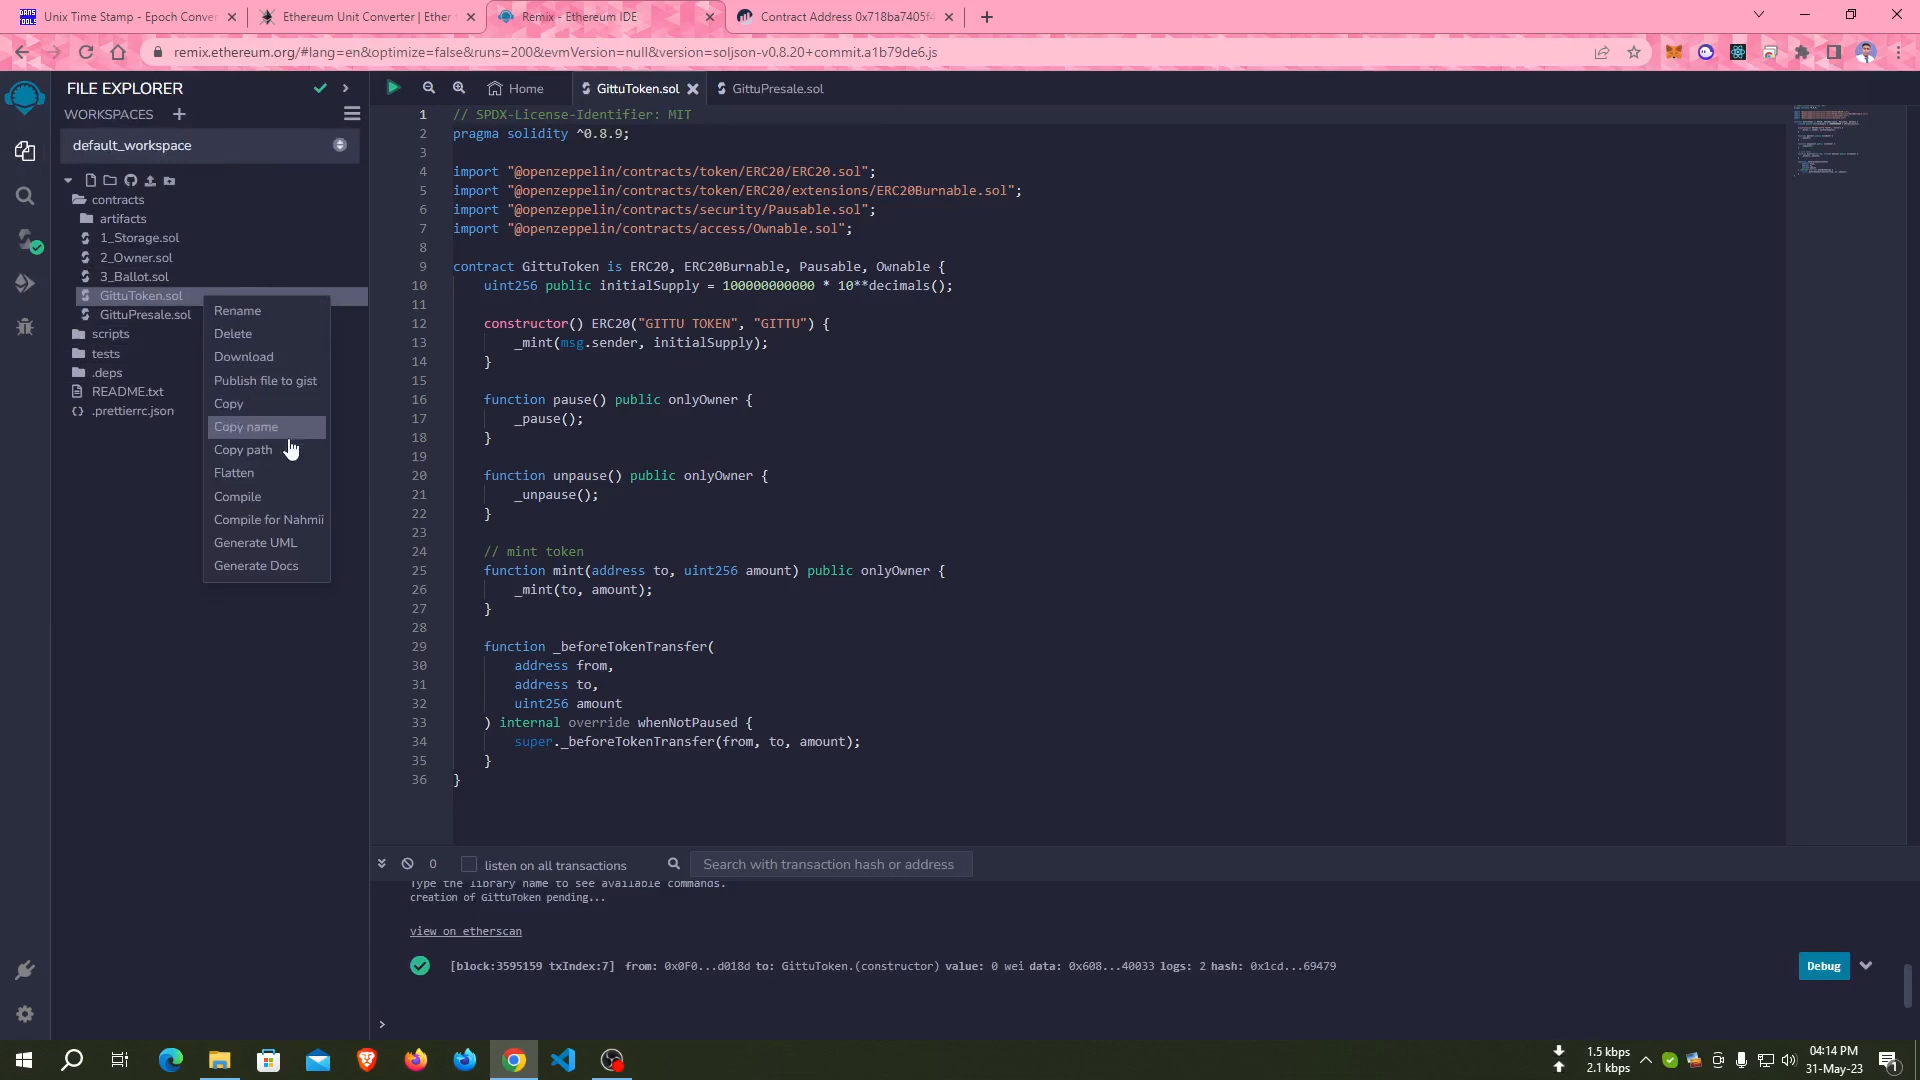 DANS TOOLS
Unix Time Stamp - Epoch Conver
Ethereum Unit Converter | Ether
Remix - Ethereum IDE
Contract Address 0x718ba7405f4
remix.ethereum.org/#lang=en&optimize=false&runs=200&evmVersion=null&version=soljson-v0.8.20+commit.a1b79de6.js
FILE EXPLORER
WORKSPACES
default_workspace
contracts
artifacts
1_Storage.sol
2_Owner.sol
3_Ballot.sol
GittuToken.sol
GittuPresale.sol
scripts
tests
.deps
README.txt
.prettierrc.json
Rename
Delete
Download
Publish file to gist
Copy
Copy name
Copy path
Flatten
Compile
Compile for Nahmii
Generate UML
Generate Docs
Home
GittuToken.sol
GittuPresale.sol
1 // SPDX-License-Identifier: MIT
2 pragma solidity ^0.8.9;
3
4 import "@openzeppelin/contracts/token/ERC20/ERC20.sol";
5 import "@openzeppelin/contracts/token/ERC20/extensions/ERC20Burnable.sol";
6 import "@openzeppelin/contracts/security/Pausable.sol";
7 import "@openzeppelin/contracts/access/Ownable.sol";
8
9 contract GittuToken is ERC20, ERC20Burnable, Pausable, Ownable {
10 uint256 public initialSupply = 100000000000 * 10**decimals();
11
12 constructor() ERC20("GITTU TOKEN", "GITTU") {
13 _mint(msg.sender, initialSupply);
14 }
15
16 function pause() public onlyOwner {
17 _pause();
18 }
19
20 function unpause() public onlyOwner {
21 _unpause();
22 }
23
24 // mint token
25 function mint(address to, uint256 amount) public onlyOwner {
26 _mint(to, amount);
27 }
28
29 function _beforeTokenTransfer(
30 address from,
31 address to,
32 uint256 amount
33 ) internal override whenNotPaused {
34 super._beforeTokenTransfer(from, to, amount);
35 }
36 }
0
listen on all transactions
Search with transaction hash or address
Type the library name to see available commands.
creation of GittuToken pending...
view on etherscan
[block:3595159 txIndex:7] from: 0x0F0...d018d to: GittuToken.(constructor) value: 0 wei data: 0x608...40033 logs: 2 hash: 0x1cd...69479
Debug
>
1.5 kbps
2.1 kbps
04:14 PM
31-May-23
1